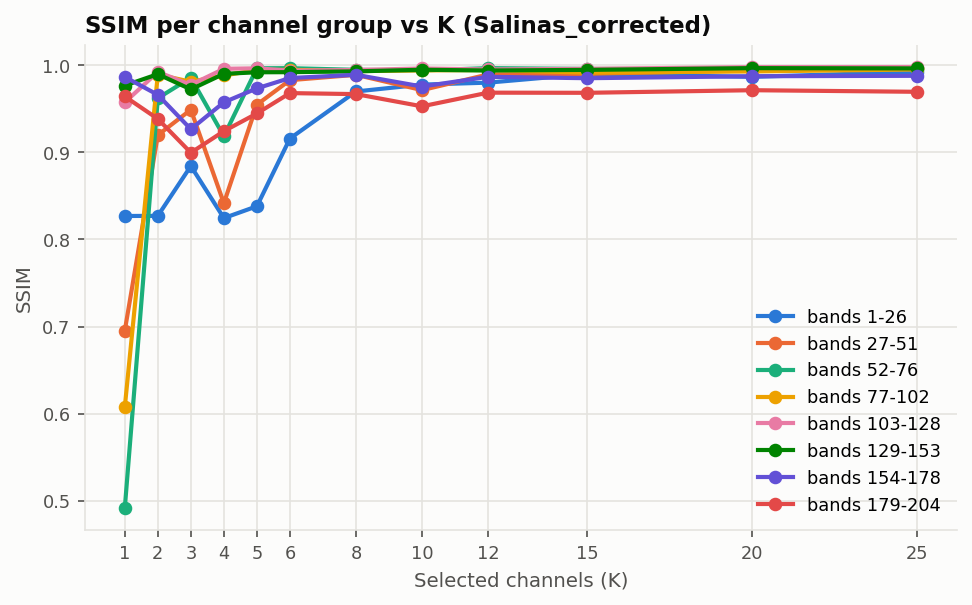 SSIM per channel group vs K (Salinas_corrected)
1.0
0.9
0.8
0.7
0.6
0.5
SSIM
bands 1-26
bands 27-51
bands 52-76
bands 77-102
bands 103-128
bands 129-153
bands 154-178
bands 179-204
1 2 3 4 5 6 8 10 12 15 20 25
Selected channels (K)